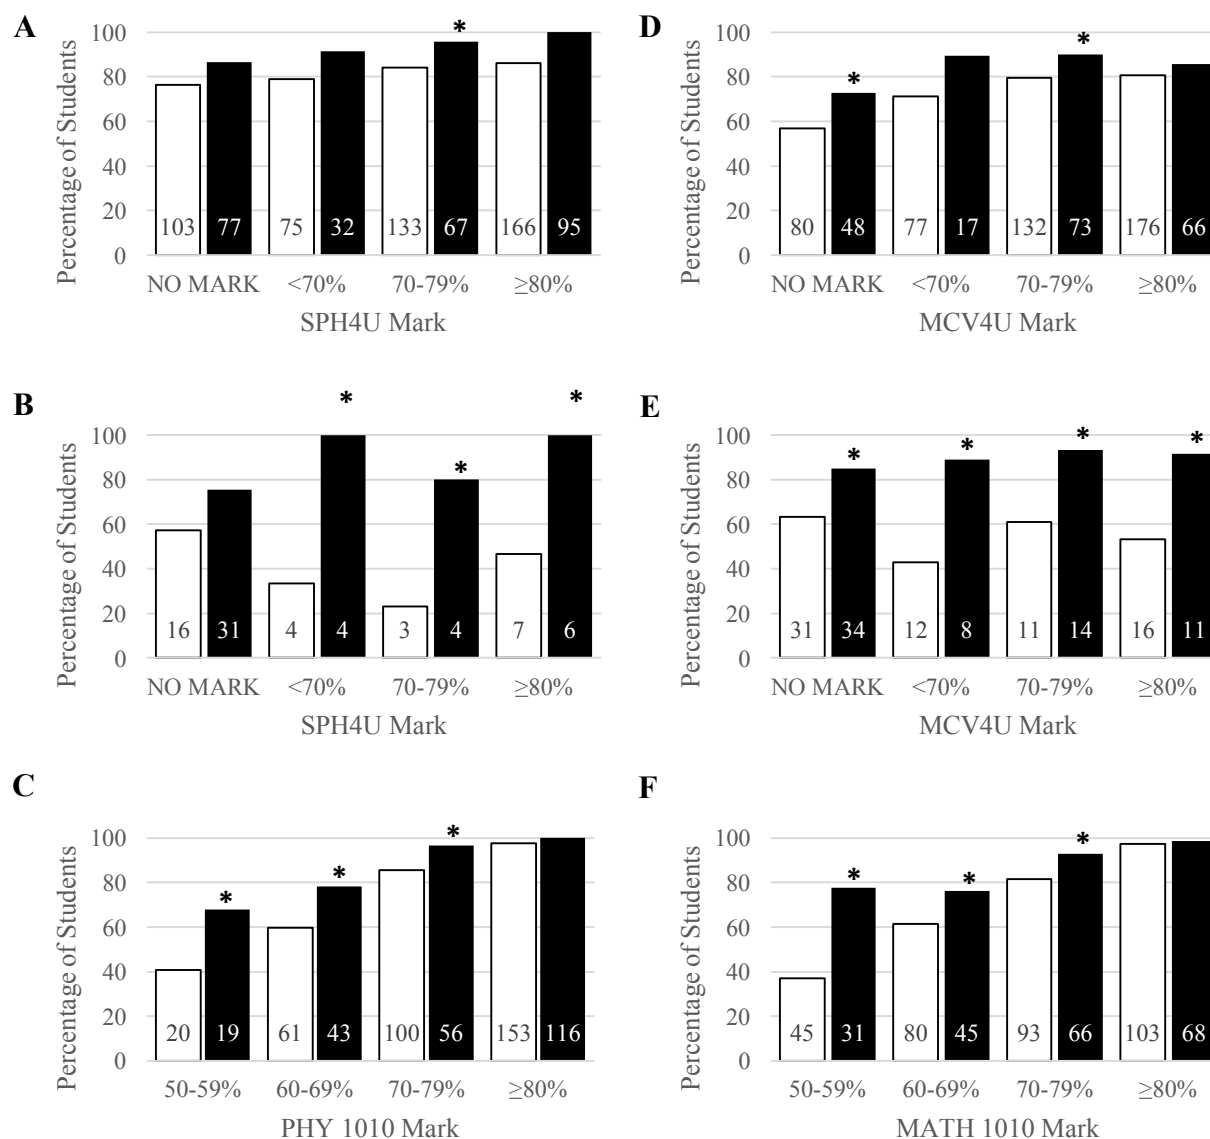 A
Percentage of Students
100
80
60
40
20
0
*
103 77 75 32 133 67 166 95
NO MARK <70% 70-79% ≥80%
SPH4U Mark
D
Percentage of Students
100
80
60
40
20
0
* *
80 48 77 17 132 73 176 66
NO MARK <70% 70-79% ≥80%
MCV4U Mark
B
Percentage of Students
100
80
60
40
20
0
* * *
16 31 4 4 3 4 7 6
NO MARK <70% 70-79% ≥80%
SPH4U Mark
E
Percentage of Students
100
80
60
40
20
0
* * * *
31 34 12 8 11 14 16 11
NO MARK <70% 70-79% ≥80%
MCV4U Mark
C
Percentage of Students
100
80
60
40
20
0
* * *
20 19 61 43 100 56 153 116
50-59% 60-69% 70-79% ≥80%
PHY 1010 Mark
F
Percentage of Students
100
80
60
40
20
0
* * *
45 31 80 45 93 66 103 68
50-59% 60-69% 70-79% ≥80%
MATH 1010 Mark